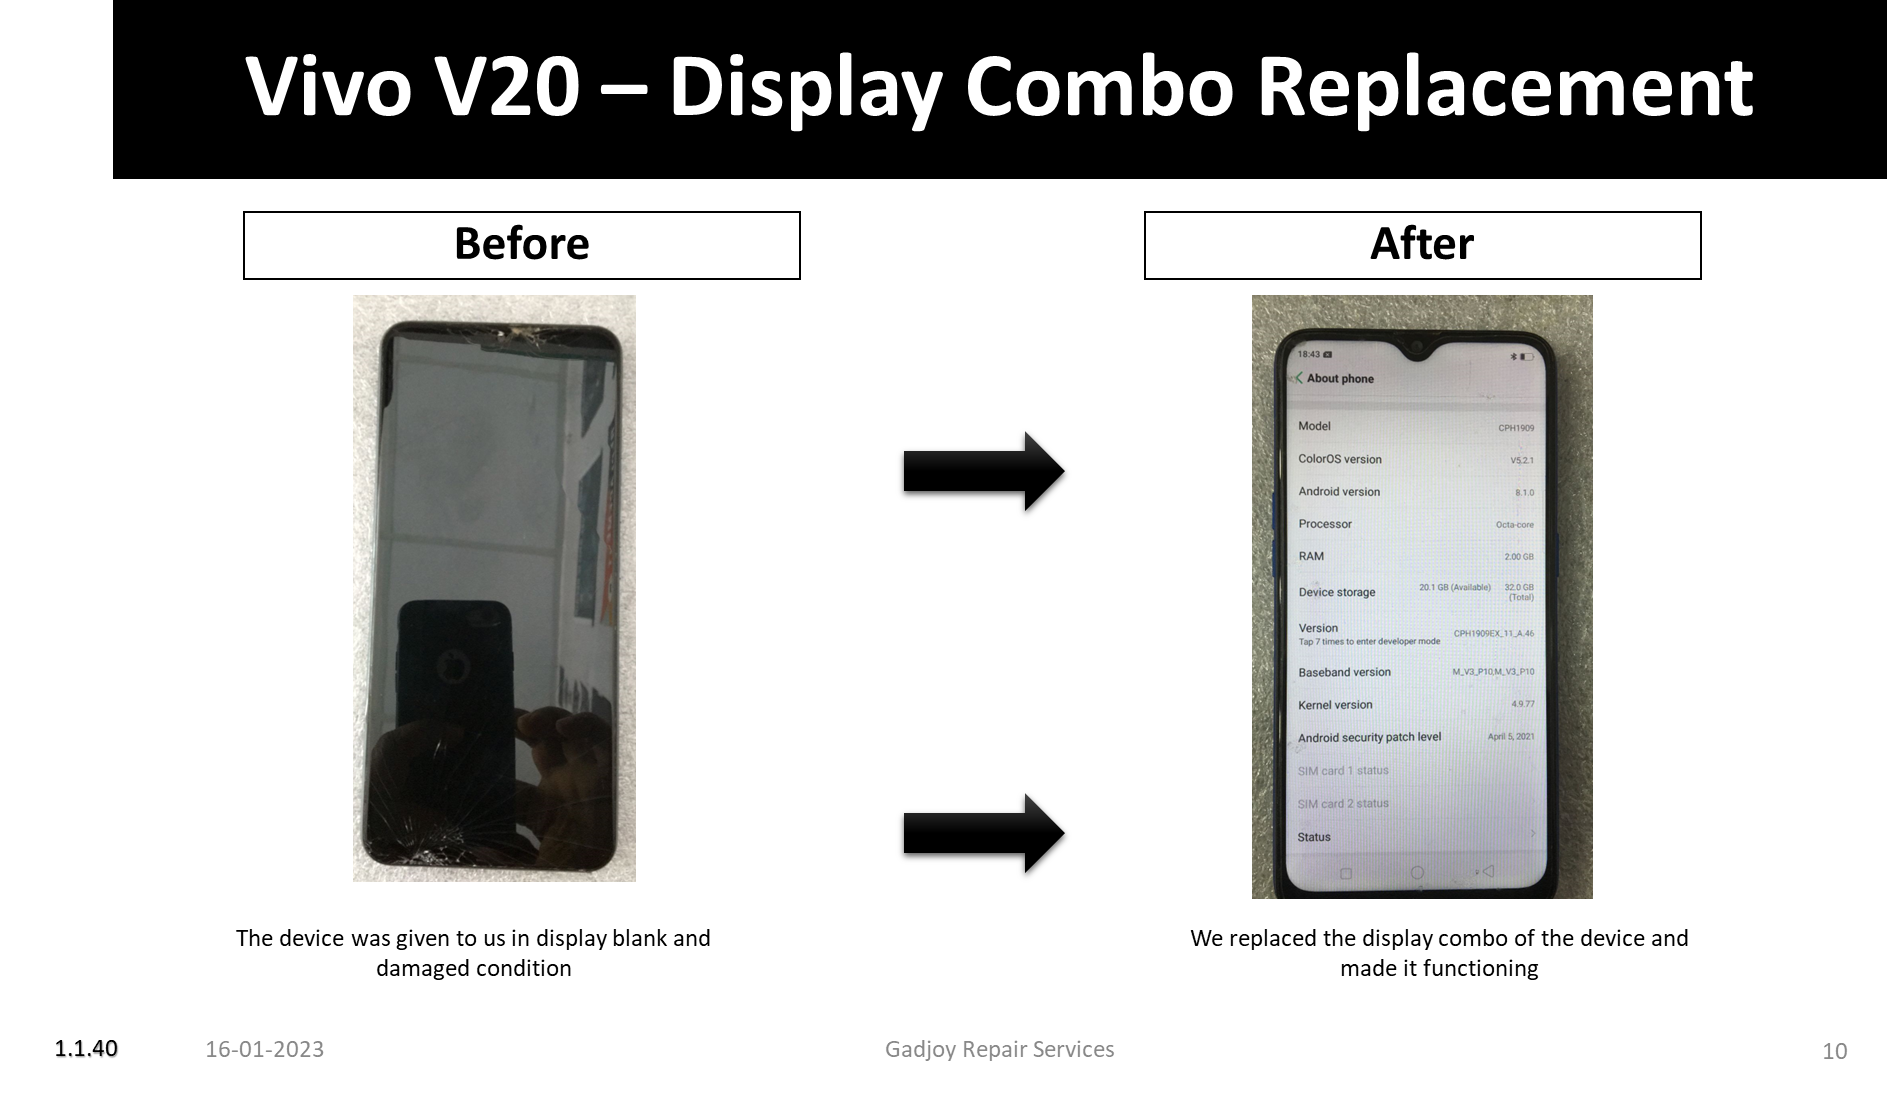 Vivo V20 – Display Combo Replacement
Before
After
18:43
About phone
Model CPH1909
ColorOS version V5.2.1
Android version 8.1.0
Processor Octa-core
RAM 2.00 GB
Device storage 20.1 GB (Available) 32.0 GB
(Total)
Version CPH1909EX_11_A.46
Tap 7 times to enter developer mode
Baseband version M_V3_P10,M_V3_P10
Kernel version 4.9.77
Android security patch level April 5, 2021
SIM card 1 status
SIM card 2 status
Status
The device was given to us in display blank and
damaged condition
We replaced the display combo of the device and
made it functioning
1.1.40
16-01-2023
Gadjoy Repair Services
10